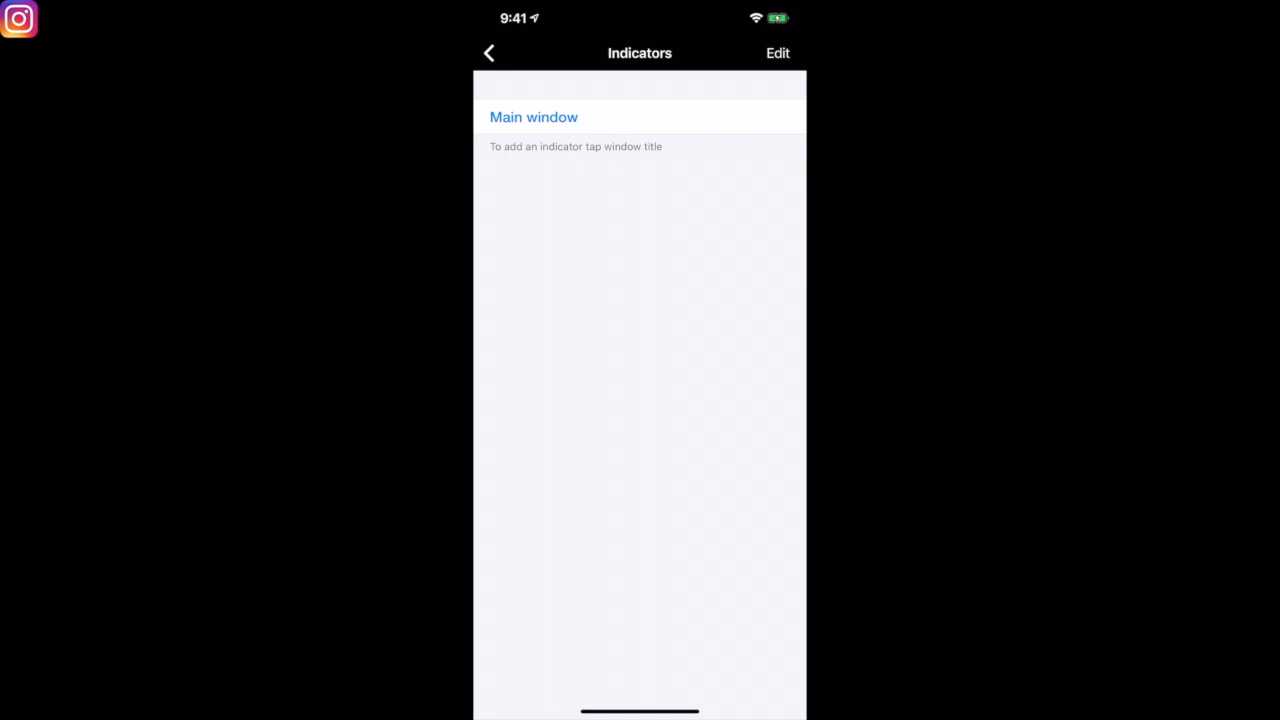 9:41
Indicators
Edit
Main window
To add an indicator tap window title